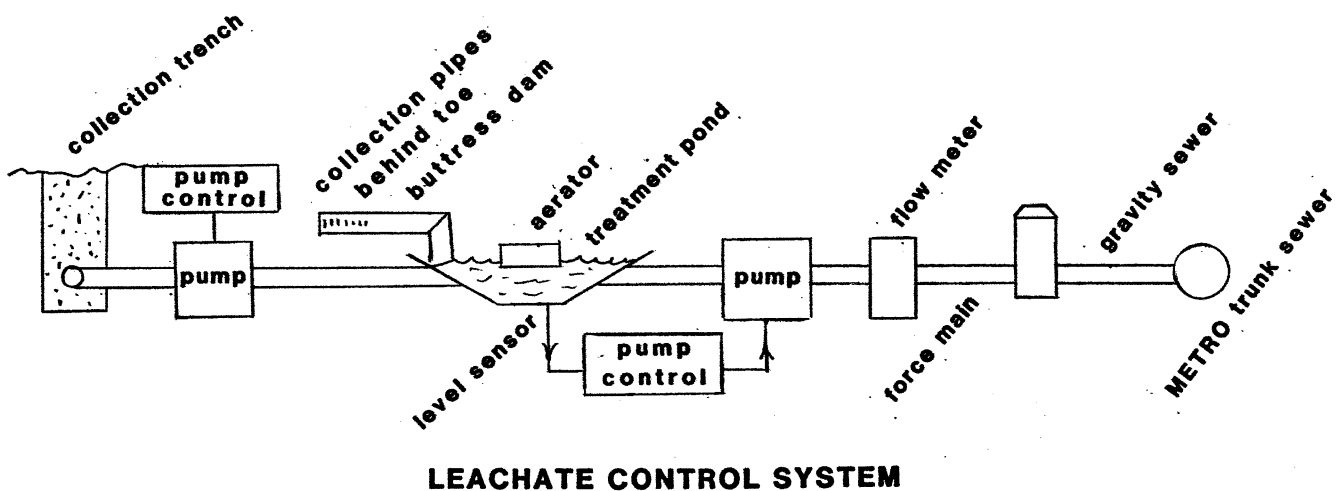 collection trench
pump
control
pump
collection pipes
behind toe
buttress dam
aerator
treatment pond
level sensor
pump
control
pump
flow meter
force main
gravity sewer
METRO trunk sewer
LEACHATE CONTROL SYSTEM